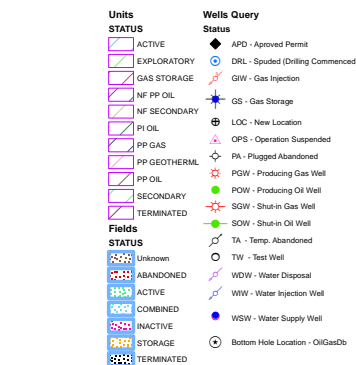 Units
STATUS
ACTIVE
EXPLORATORY
GAS STORAGE
NF PP OIL
NF SECONDARY
PI OIL
PP GAS
PP GEOTHERML
PP OIL
SECONDARY
TERMINATED
Fields
STATUS
Unknown
ABANDONED
ACTIVE
COMBINED
INACTIVE
STORAGE
TERMINATED
Wells Query
Status
APD - Aproved Permit
DRL - Spuded (Drilling Commenced
GIW - Gas Injection
GS - Gas Storage
LOC - New Location
OPS - Operation Suspended
PA - Plugged Abandoned
PGW - Producing Gas Well
POW - Producing Oil Well
SGW - Shut-in Gas Well
SOW - Shut-in Oil Well
TA - Temp. Abandoned
TW - Test Well
WDW - Water Disposal
WIW - Water Injection Well
WSW - Water Supply Well
Bottom Hole Location - OilGasDb